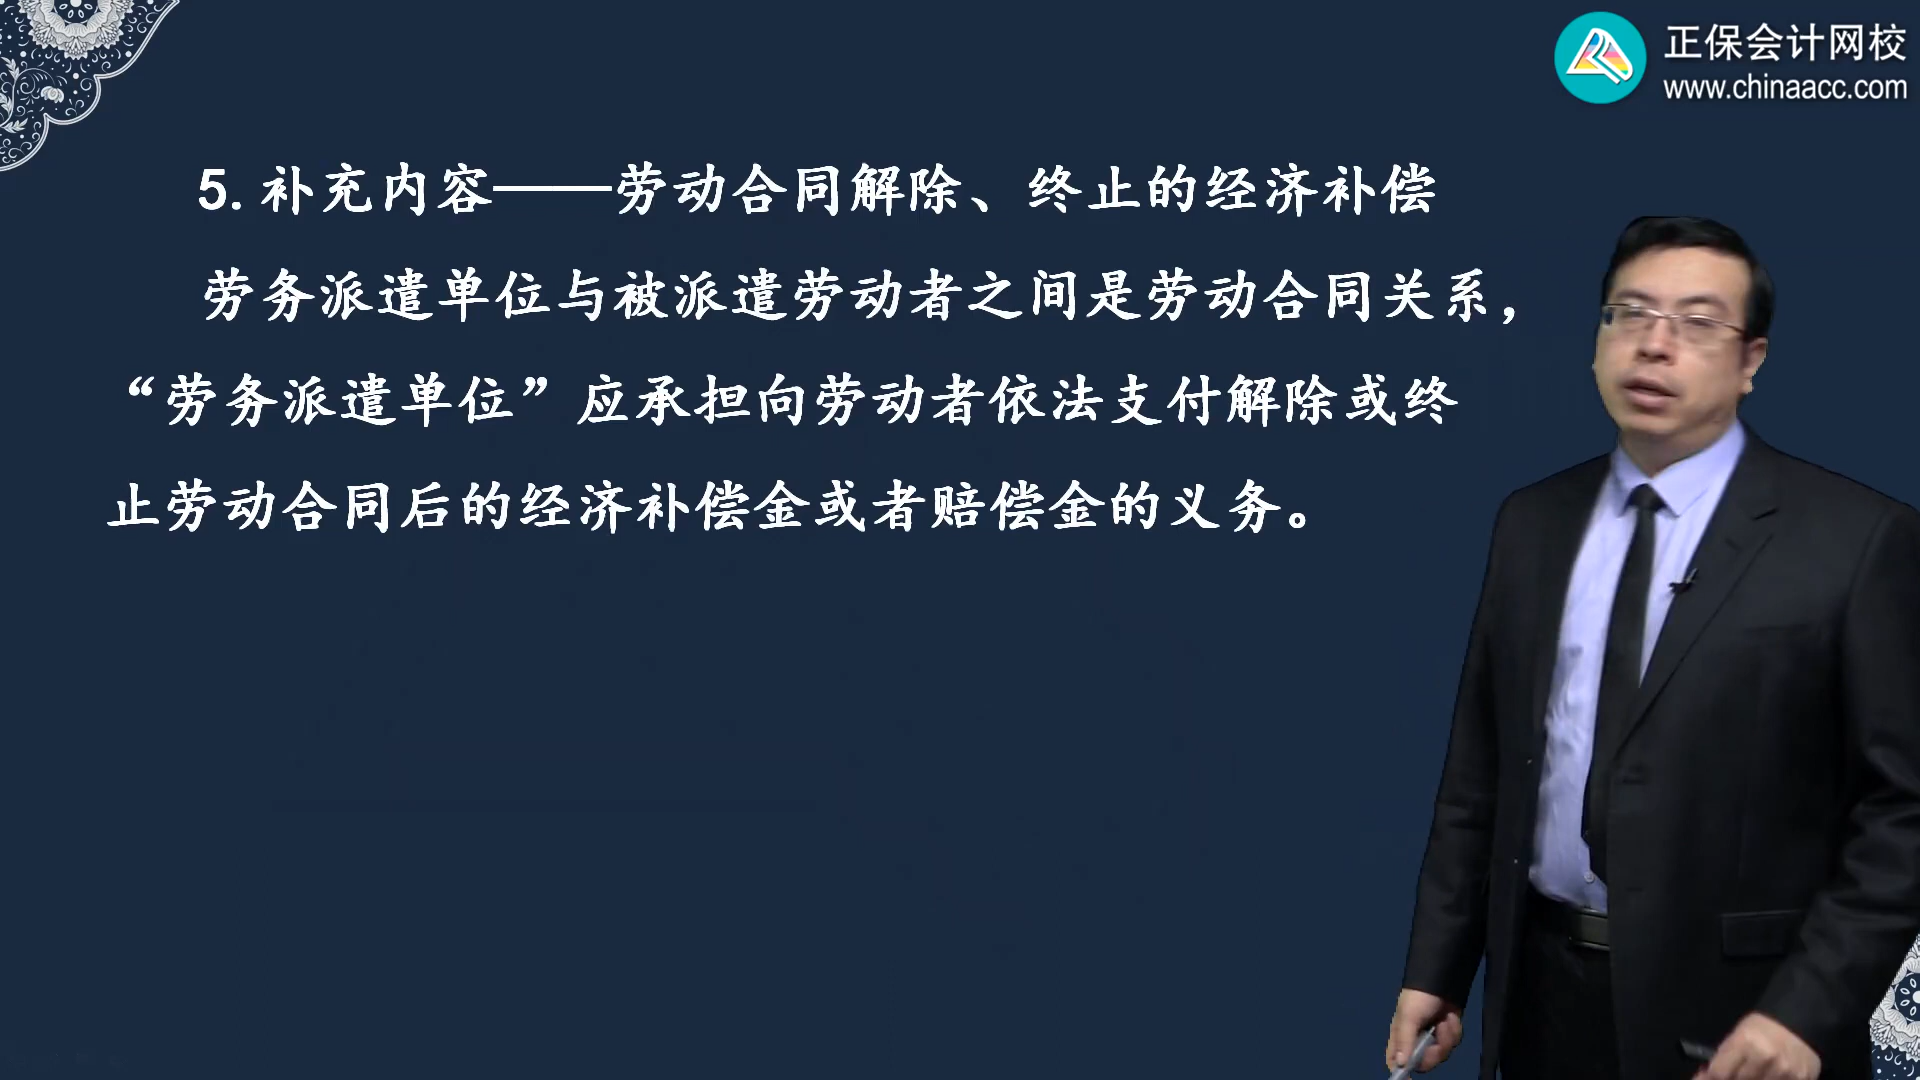 正保会计网校
www.chinaacc.com
5. 补充内容——劳动合同解除、终止的经济补偿
劳务派遣单位与被派遣劳动者之间是劳动合同关系，
“劳务派遣单位”应承担向劳动者依法支付解除或终
止劳动合同后的经济补偿金或者赔偿金的义务。